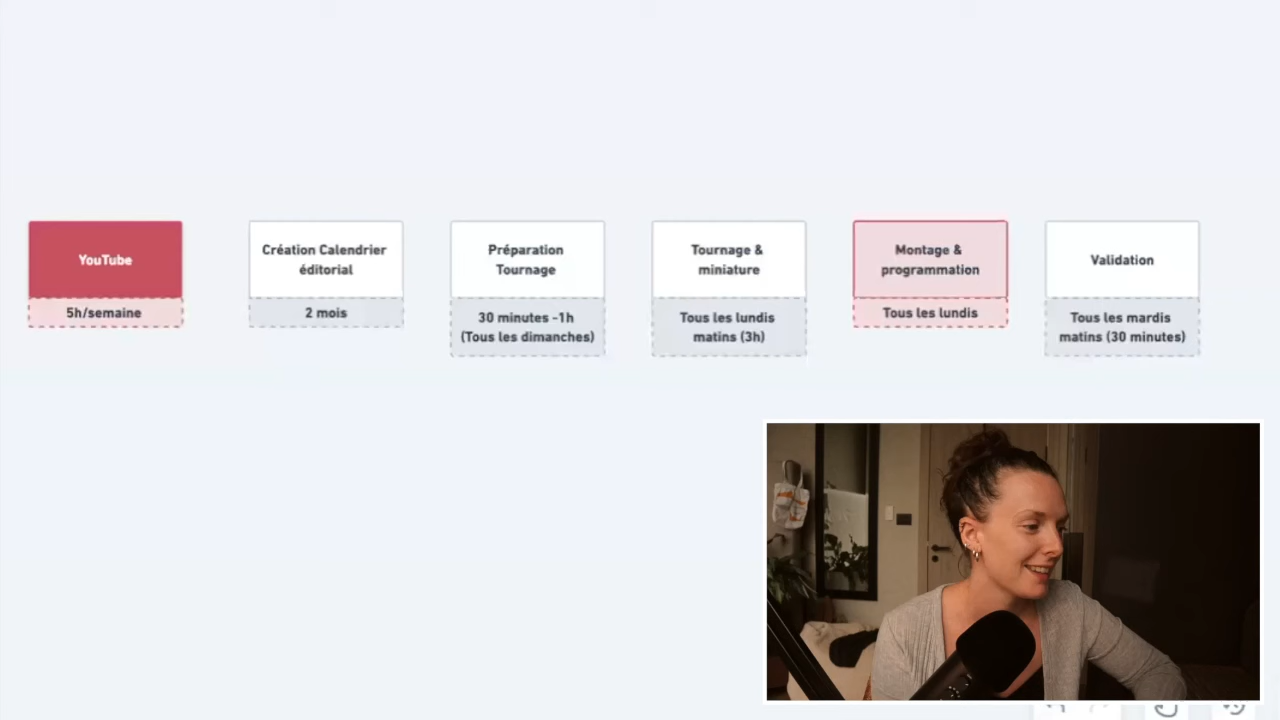 YouTube
5h/semaine
Création Calendrier
éditorial
2 mois
Préparation
Tournage
30 minutes -1h
(Tous les dimanches)
Tournage &
miniature
Tous les lundis
matins (3h)
Montage &
programmation
Tous les lundis
Validation
Tous les mardis
matins (30 minutes)